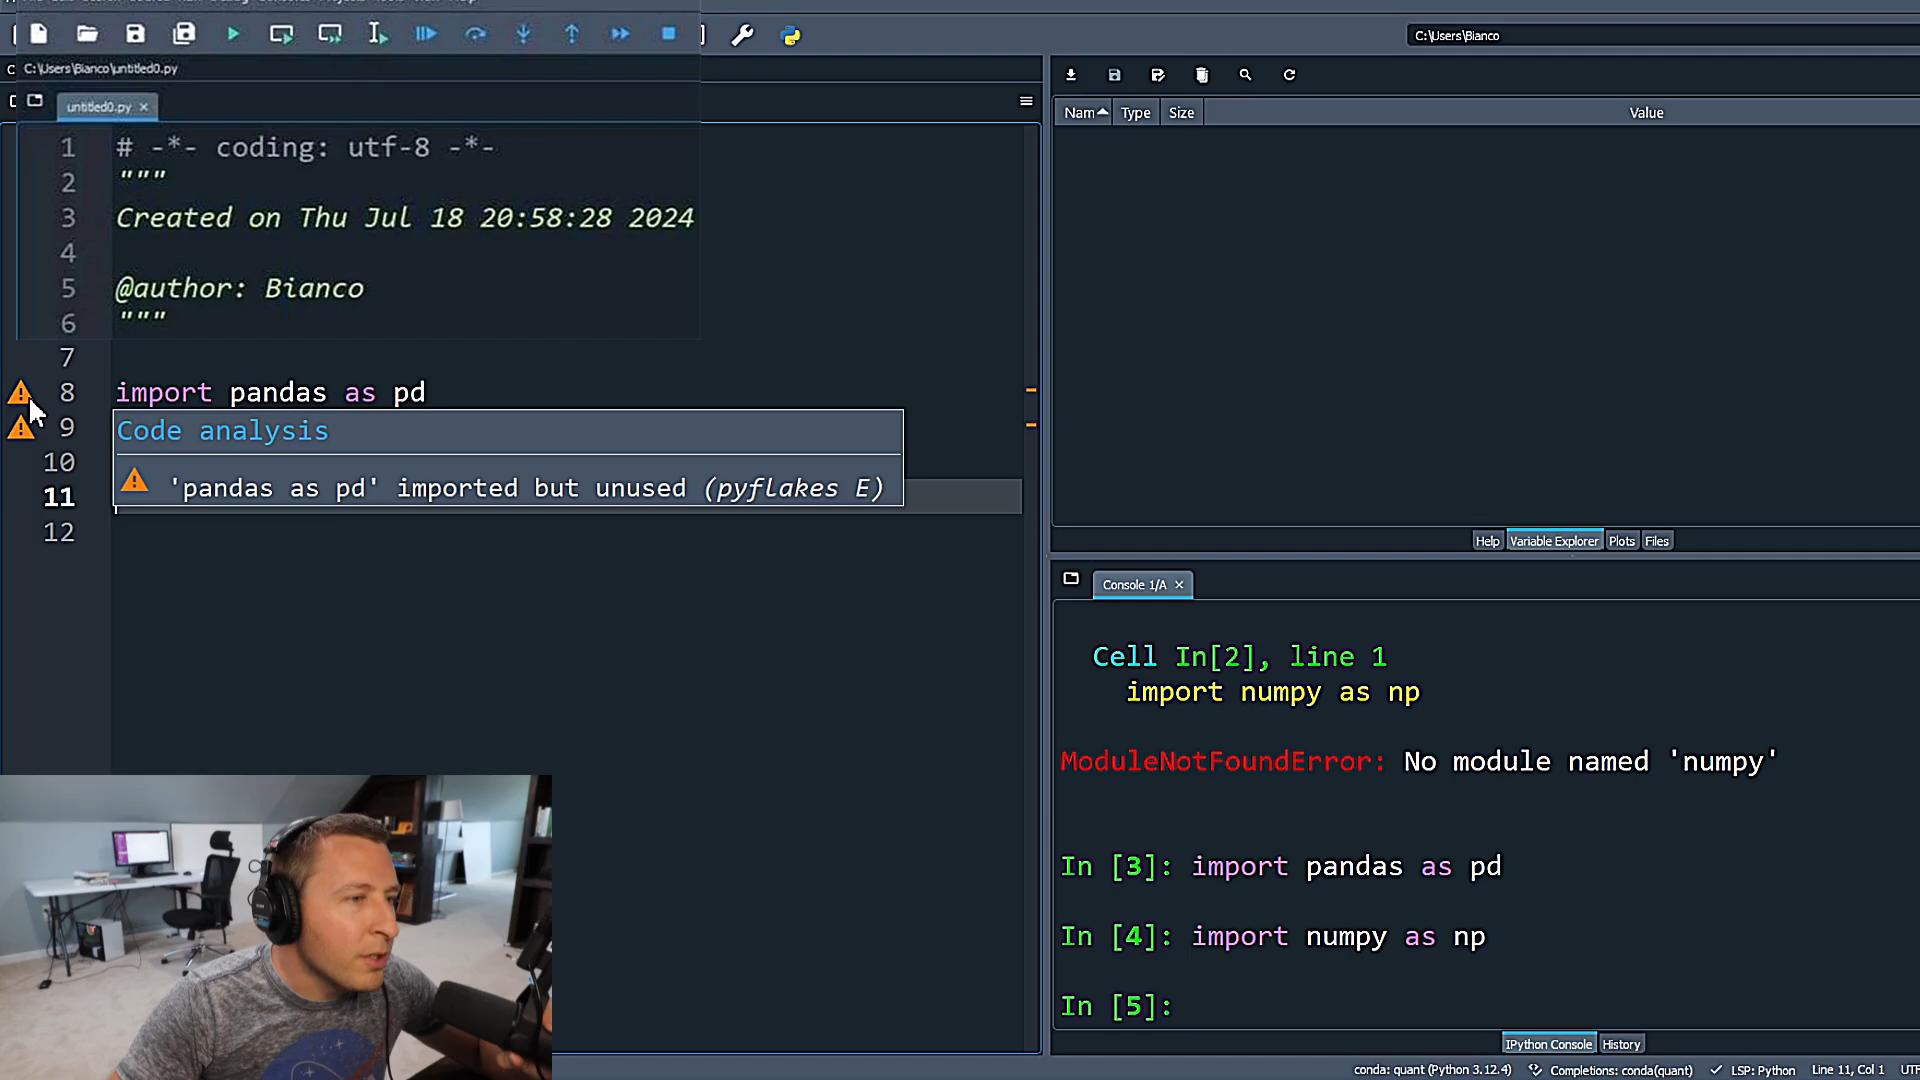 C:\Users\Bianco\untitled0.py
untitled0.py
1 # -*- coding: utf-8 -*-
2 """
3 Created on Thu Jul 18 20:58:28 2024
4
5 @author: Bianco
6 """
7
8 import pandas as pd
9
Code analysis
'pandas as pd' imported but unused (pyflakes E)
10
11
12
C:\Users\Bianco
Nam Type Size Value
Help Variable Explorer Plots Files
Console 1/A
Cell In[2], line 1
import numpy as np
ModuleNotFoundError: No module named 'numpy'
In [3]: import pandas as pd
In [4]: import numpy as np
In [5]:
IPython Console History
conda: quant (Python 3.12.4) Completions: conda(quant) LSP: Python Line 11, Col 1 UTF